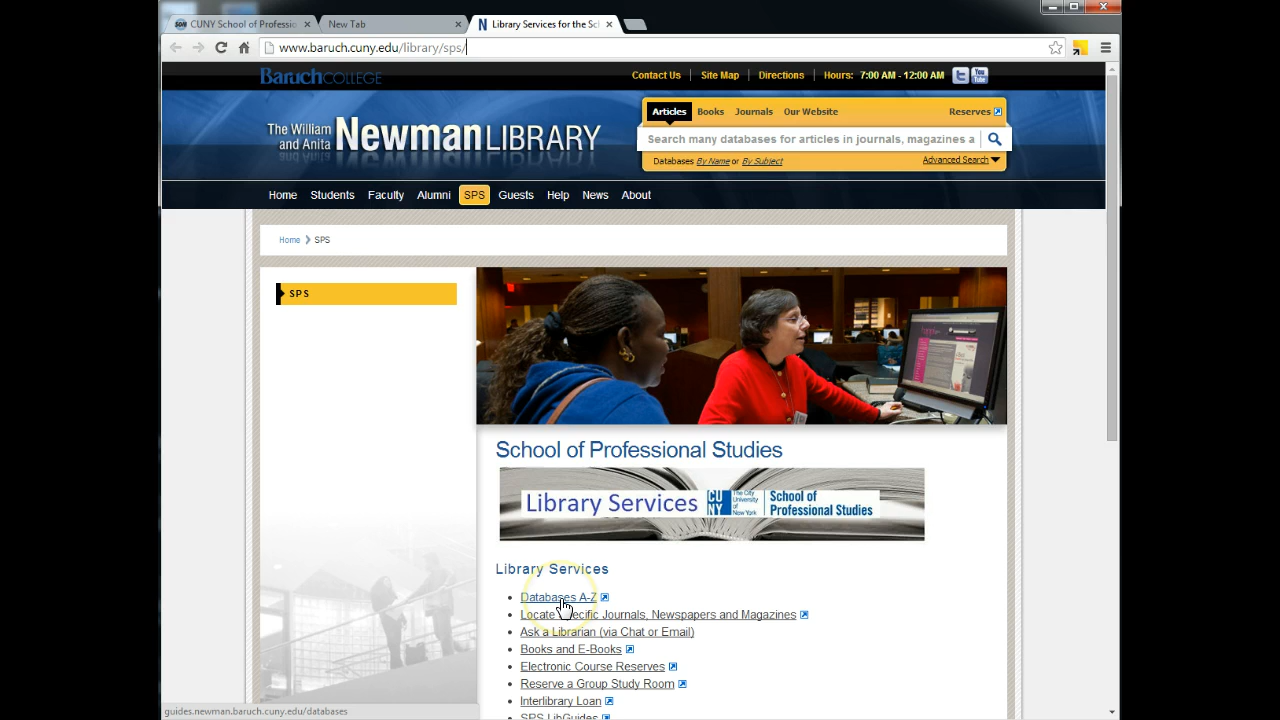 CUNY School of Professio
New Tab
Library Services for the Sc
www.baruch.cuny.edu/library/sps/
BaruchCOLLEGE
Contact Us
Site Map
Directions
Hours: 7:00 AM - 12:00 AM
You Tube
Articles
Books
Journals
Our Website
Reserves
The William and Anita
NewmanLIBRARY
Search many databases for articles in journals, magazines a
Databases By Name or By Subject
Advanced Search
Home
Students
Faculty
Alumni
SPS
Guests
Help
News
About
Home
SPS
SPS
School of Professional Studies
Library Services
CUNY
The City University of New York
School of Professional Studies
Library Services
Databases A-Z
Locate Specific Journals, Newspapers and Magazines
Ask a Librarian (via Chat or Email)
Books and E-Books
Electronic Course Reserves
Reserve a Group Study Room
Interlibrary Loan
SPS LibGuides
guides.newman.baruch.cuny.edu/databases